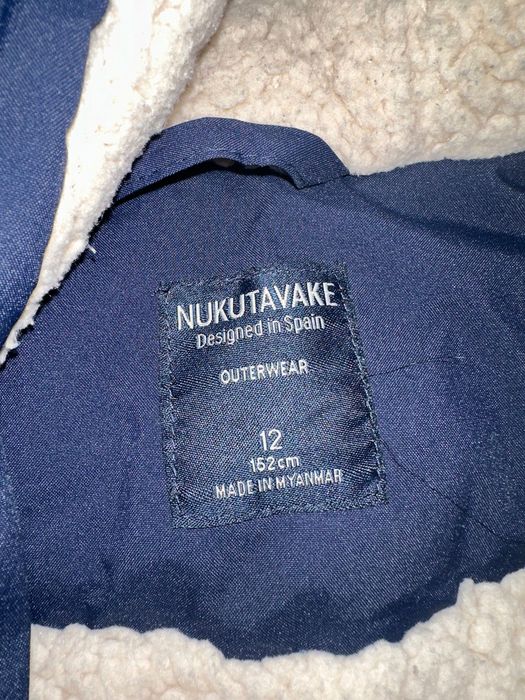 NUKUTAVAKE
Designed in Spain
OUTERWEAR
12
152cm
MADE IN MYANMAR